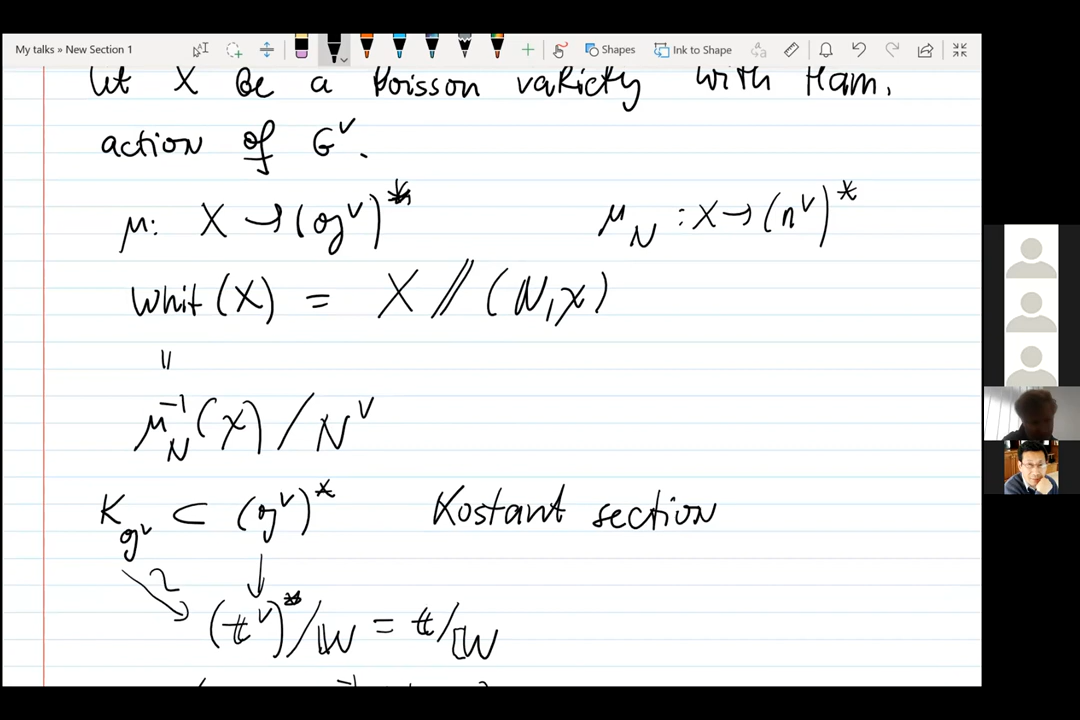 My talks » New Section 1
Shapes
Ink to Shape
Let X Be a Poisson variety with Ham.
action of G^∨.
μ: X → (𝔤^∨)^*    μ_N : X → (n^∨)^*
Whit(X) = X // (N, χ)
||
μ_N^{-1}(χ) / N^∨
K_{𝔤^∨} ⊂ (𝔤^∨)^*    Kostant section
~ ↘ ↓
(𝔱^∨)^*/W = 𝔱/W